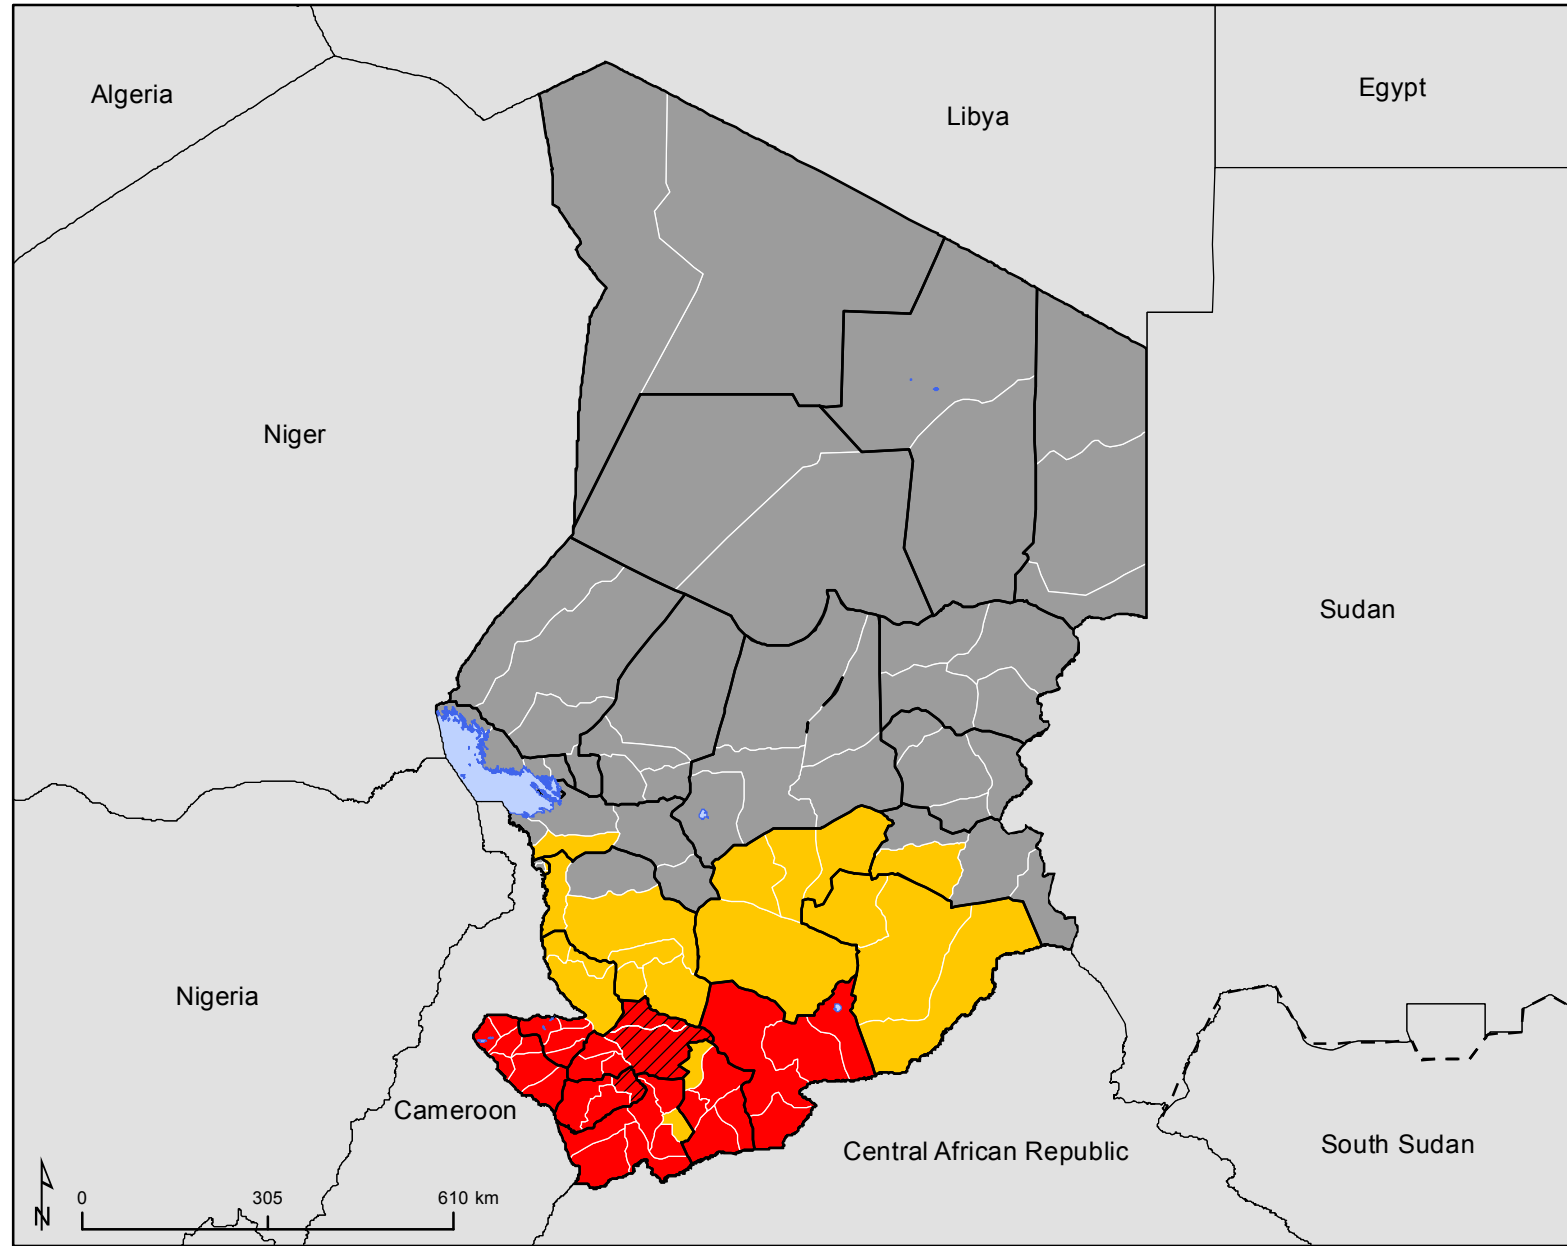 Algeria
Egypt
Libya
Niger
Sudan
Nigeria
Cameroon
Central African Republic
South Sudan
N
0 305 610 km